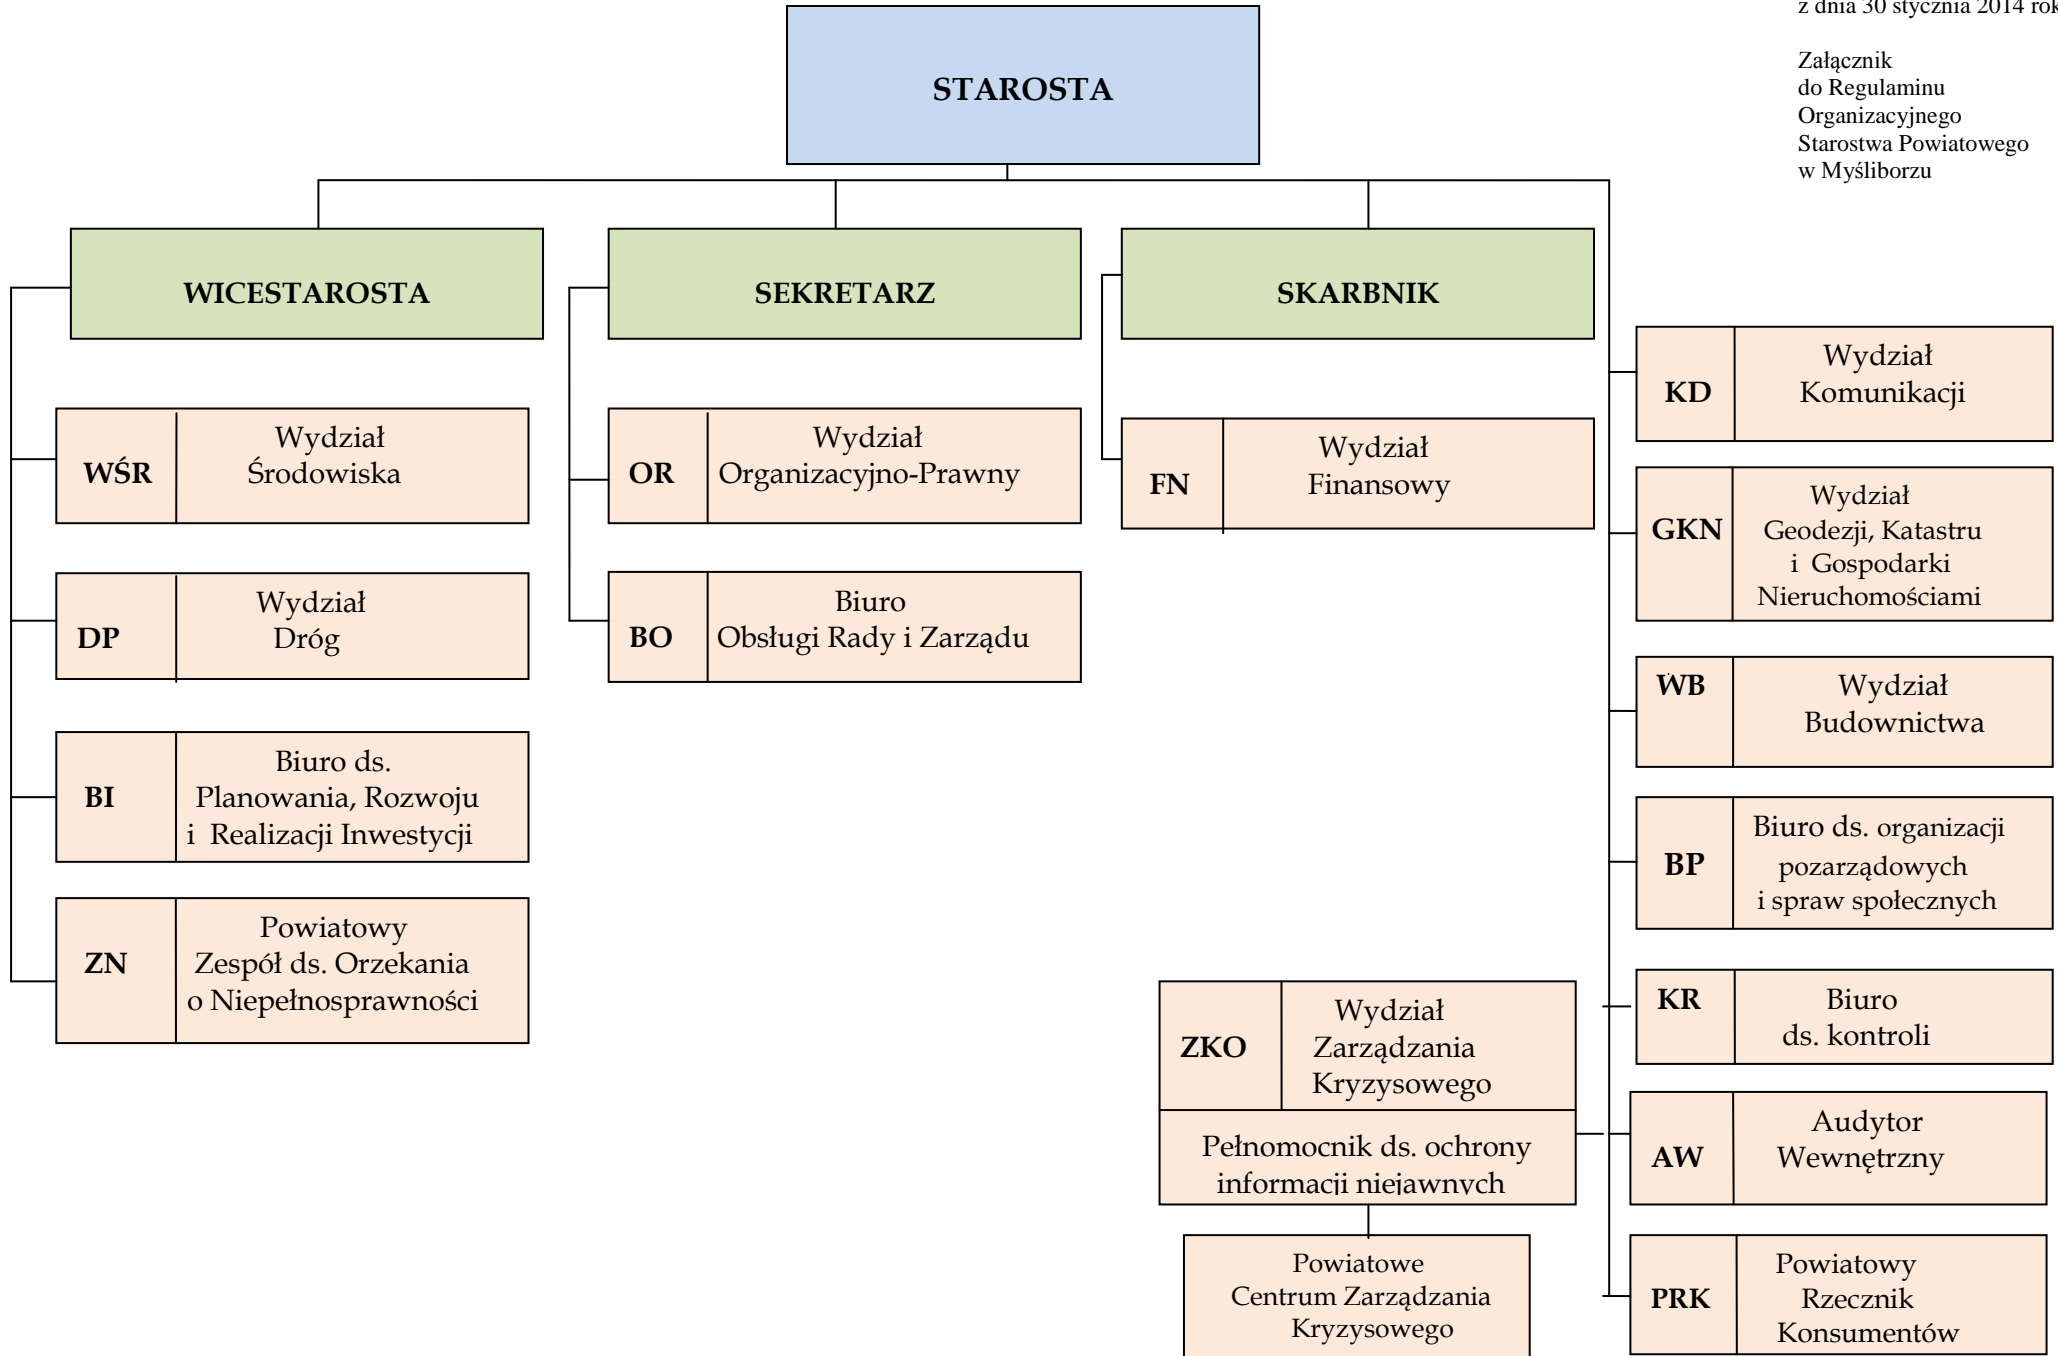 z dnia 30 stycznia 2014 rok
Załącznik
do Regulaminu
Organizacyjnego
Starostwa Powiatowego
w Myśliborzu
STAROSTA
WICESTAROSTA
SEKRETARZ
SKARBNIK
WŚR
Wydział
Środowiska
DP
Wydział
Dróg
BI
Biuro ds.
Planowania, Rozwoju
i Realizacji Inwestycji
ZN
Powiatowy
Zespół ds. Orzekania
o Niepełnosprawności
OR
Wydział
Organizacyjno-Prawny
BO
Biuro
Obsługi Rady i Zarządu
FN
Wydział
Finansowy
KD
Wydział
Komunikacji
GKN
Wydział
Geodezji, Katastru
i Gospodarki
Nieruchomościami
WB
Wydział
Budownictwa
BP
Biuro ds. organizacji
pozarządowych
i spraw społecznych
KR
Biuro
ds. kontroli
ZKO
Wydział
Zarządzania
Kryzysowego
Pełnomocnik ds. ochrony
informacji niejawnych
Powiatowe
Centrum Zarządzania
Kryzysowego
AW
Audytor
Wewnętrzny
PRK
Powiatowy
Rzecznik
Konsumentów